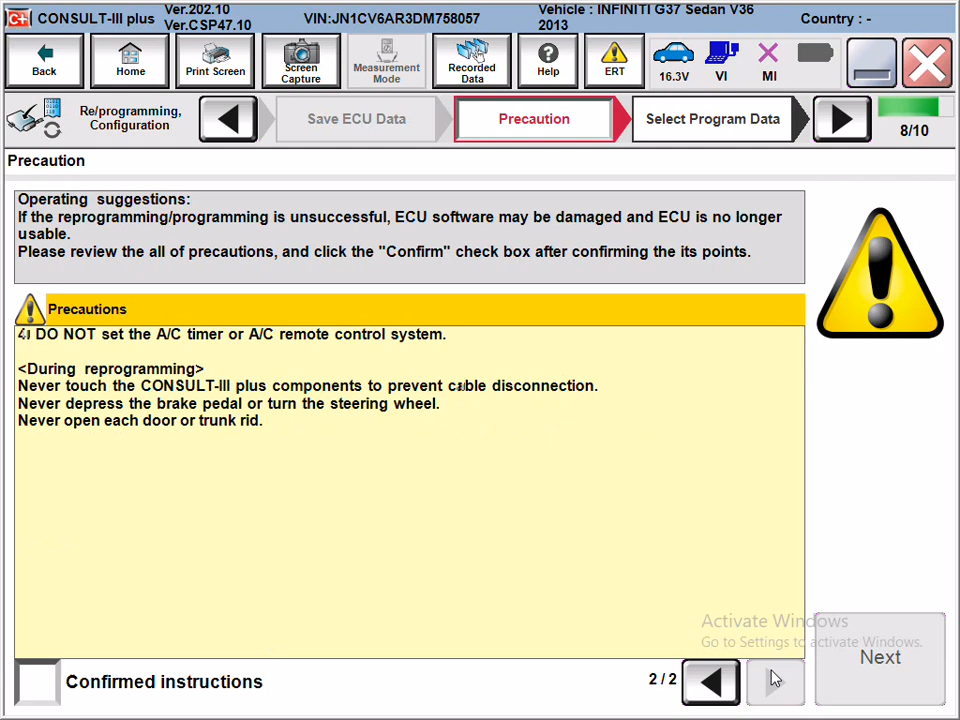 C+ CONSULT-III plus
Ver.202.10
Ver.CSP47.10
VIN:JN1CV6AR3DM758057
Vehicle : INFINITI G37 Sedan V36
2013
Country : -
Back
Home
Print Screen
Screen
Capture
Measurement
Mode
Recorded
Data
Help
ERT
16.3V
VI
MI
Re/programming,
Configuration
Save ECU Data
Precaution
Select Program Data
8/10
Precaution
Operating suggestions:
If the reprogramming/programming is unsuccessful, ECU software may be damaged and ECU is no longer
usable.
Please review the all of precautions, and click the "Confirm" check box after confirming the its points.
Precautions
4. DO NOT set the A/C timer or A/C remote control system.
<During reprogramming>
Never touch the CONSULT-III plus components to prevent cable disconnection.
Never depress the brake pedal or turn the steering wheel.
Never open each door or trunk rid.
Activate Windows
Go to Settings to activate Windows.
Next
Confirmed instructions
2 / 2